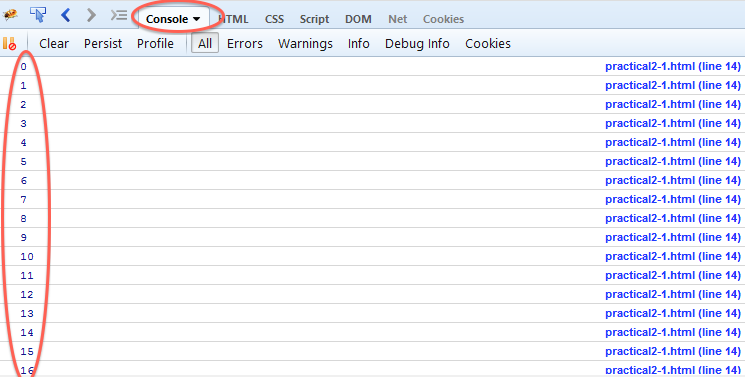 Console HTML CSS Script DOM Net Cookies
Clear Persist Profile All Errors Warnings Info Debug Info Cookies
0 practical2-1.html (line 14)
1 practical2-1.html (line 14)
2 practical2-1.html (line 14)
3 practical2-1.html (line 14)
4 practical2-1.html (line 14)
5 practical2-1.html (line 14)
6 practical2-1.html (line 14)
7 practical2-1.html (line 14)
8 practical2-1.html (line 14)
9 practical2-1.html (line 14)
10 practical2-1.html (line 14)
11 practical2-1.html (line 14)
12 practical2-1.html (line 14)
13 practical2-1.html (line 14)
14 practical2-1.html (line 14)
15 practical2-1.html (line 14)
16 practical2-1.html (line 14)